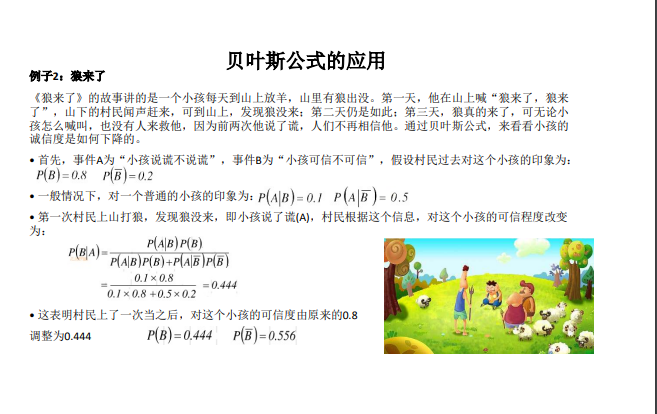 贝叶斯公式的应用
例子2：狼来了
《狼来了》的故事讲的是一个小孩每天到山上放羊，山里有狼出没。第一天，他在山上喊“狼来了，狼来
了”，山下的村民闻声赶来，可到山上，发现狼没来；第二天仍是如此；第三天，狼真的来了，可无论小
孩怎么喊叫，也没有人来救他，因为前两次他说了谎，人们不再相信他。通过贝叶斯公式，来看看小孩的
诚信度是如何下降的。
• 首先，事件A为“小孩说谎不说谎”，事件B为“小孩可信不可信”，假设村民过去对这个小孩的印象为：
P(B)=0.8 P(B̅)=0.2
• 一般情况下，对一个普通的小孩的印象为：P(A|B)=0.1 P(A|B̅)=0.5
• 第一次村民上山打狼，发现狼没来，即小孩说了谎(A)，村民根据这个信息，对这个小孩的可信程度改变
为：
P(B|A)= P(A|B)P(B) / P(A|B)P(B)+P(A|B̅)P(B̅)
= 0.1×0.8 / 0.1×0.8+0.5×0.2 =0.444
• 这表明村民上了一次当之后，对这个小孩的可信度由原来的0.8
调整为0.444 P(B)=0.444 P(B̅)=0.556